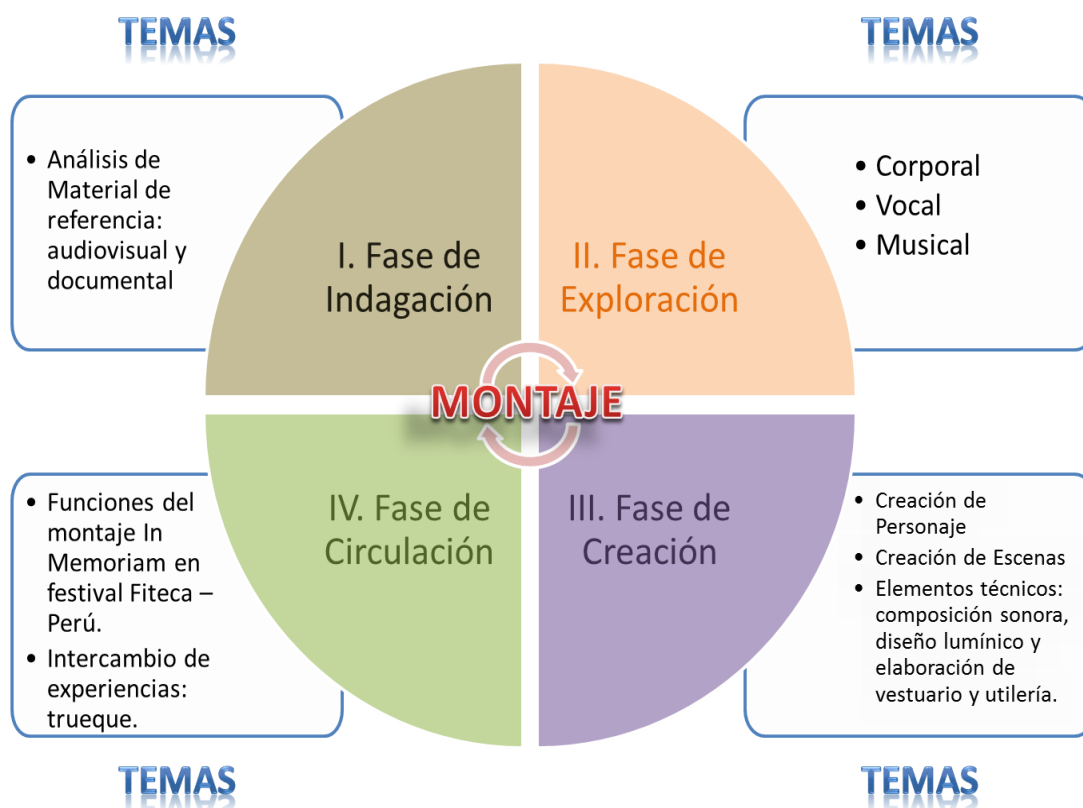 TEMAS
TEMAS
• Análisis de
Material de
referencia:
audiovisual y
documental
I. Fase de
Indagación
II. Fase de
Exploración
• Corporal
• Vocal
• Musical
MONTAJE
• Funciones del
montaje In
Memoriam en
festival Fiteca –
Perú.
• Intercambio de
experiencias:
trueque.
IV. Fase de
Circulación
III. Fase de
Creación
• Creación de
Personaje
• Creación de Escenas
• Elementos técnicos:
composición sonora,
diseño lumínico y
elaboración de
vestuario y utilería.
TEMAS
TEMAS